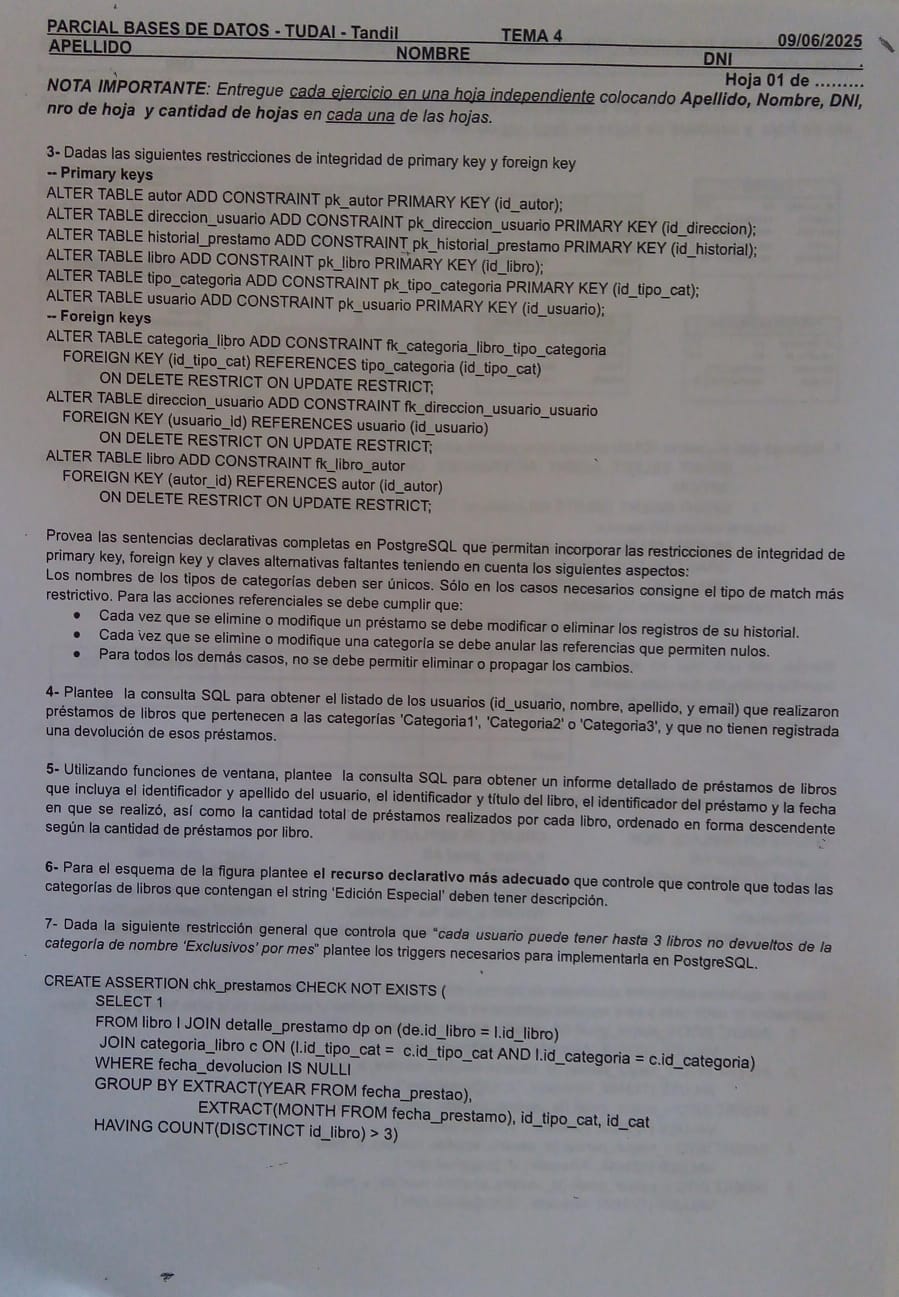 PARCIAL BASES DE DATOS - TUDAI - Tandil TEMA 4 09/06/2025
APELLIDO NOMBRE DNI .
Hoja 01 de ………
NOTA IMPORTANTE: Entregue cada ejercicio en una hoja independiente colocando Apellido, Nombre, DNI,
nro de hoja y cantidad de hojas en cada una de las hojas.
3- Dadas las siguientes restricciones de integridad de primary key y foreign key
-- Primary keys
ALTER TABLE autor ADD CONSTRAINT pk_autor PRIMARY KEY (id_autor);
ALTER TABLE direccion_usuario ADD CONSTRAINT pk_direccion_usuario PRIMARY KEY (id_direccion);
ALTER TABLE historial_prestamo ADD CONSTRAINT pk_historial_prestamo PRIMARY KEY (id_historial);
ALTER TABLE libro ADD CONSTRAINT pk_libro PRIMARY KEY (id_libro);
ALTER TABLE tipo_categoria ADD CONSTRAINT pk_tipo_categoria PRIMARY KEY (id_tipo_cat);
ALTER TABLE usuario ADD CONSTRAINT pk_usuario PRIMARY KEY (id_usuario);
-- Foreign keys
ALTER TABLE categoria_libro ADD CONSTRAINT fk_categoria_libro_tipo_categoria
FOREIGN KEY (id_tipo_cat) REFERENCES tipo_categoria (id_tipo_cat)
ON DELETE RESTRICT ON UPDATE RESTRICT;
ALTER TABLE direccion_usuario ADD CONSTRAINT fk_direccion_usuario_usuario
FOREIGN KEY (usuario_id) REFERENCES usuario (id_usuario)
ON DELETE RESTRICT ON UPDATE RESTRICT;
ALTER TABLE libro ADD CONSTRAINT fk_libro_autor
FOREIGN KEY (autor_id) REFERENCES autor (id_autor)
ON DELETE RESTRICT ON UPDATE RESTRICT;
Provea las sentencias declarativas completas en PostgreSQL que permitan incorporar las restricciones de integridad de
primary key, foreign key y claves alternativas faltantes teniendo en cuenta los siguientes aspectos:
Los nombres de los tipos de categorías deben ser únicos. Sólo en los casos necesarios consigne el tipo de match más
restrictivo. Para las acciones referenciales se debe cumplir que:
• Cada vez que se elimine o modifique un préstamo se debe modificar o eliminar los registros de su historial.
• Cada vez que se elimine o modifique una categoría se debe anular las referencias que permiten nulos.
• Para todos los demás casos, no se debe permitir eliminar o propagar los cambios.
4- Plantee la consulta SQL para obtener el listado de los usuarios (id_usuario, nombre, apellido, y email) que realizaron
préstamos de libros que pertenecen a las categorías 'Categoria1', 'Categoria2' o 'Categoria3', y que no tienen registrada
una devolución de esos préstamos.
5- Utilizando funciones de ventana, plantee la consulta SQL para obtener un informe detallado de préstamos de libros
que incluya el identificador y apellido del usuario, el identificador y título del libro, el identificador del préstamo y la fecha
en que se realizó, así como la cantidad total de préstamos realizados por cada libro, ordenado en forma descendente
según la cantidad de préstamos por libro.
6- Para el esquema de la figura plantee el recurso declarativo más adecuado que controle que controle que todas las
categorías de libros que contengan el string 'Edición Especial' deben tener descripción.
7- Dada la siguiente restricción general que controla que "cada usuario puede tener hasta 3 libros no devueltos de la
categoría de nombre 'Exclusivos' por mes" plantee los triggers necesarios para implementarla en PostgreSQL.
CREATE ASSERTION chk_prestamos CHECK NOT EXISTS (
SELECT 1
FROM libro l JOIN detalle_prestamo dp on (de.id_libro = l.id_libro)
JOIN categoria_libro c ON (l.id_tipo_cat = c.id_tipo_cat AND l.id_categoria = c.id_categoria)
WHERE fecha_devolucion IS NULLl
GROUP BY EXTRACT(YEAR FROM fecha_prestao),
EXTRACT(MONTH FROM fecha_prestamo), id_tipo_cat, id_cat
HAVING COUNT(DISCTINCT id_libro) > 3)